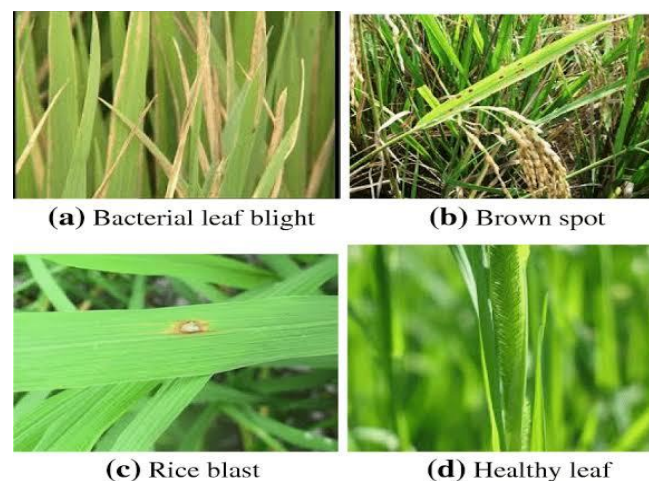 (a) Bacterial leaf blight
(b) Brown spot
(c) Rice blast
(d) Healthy leaf